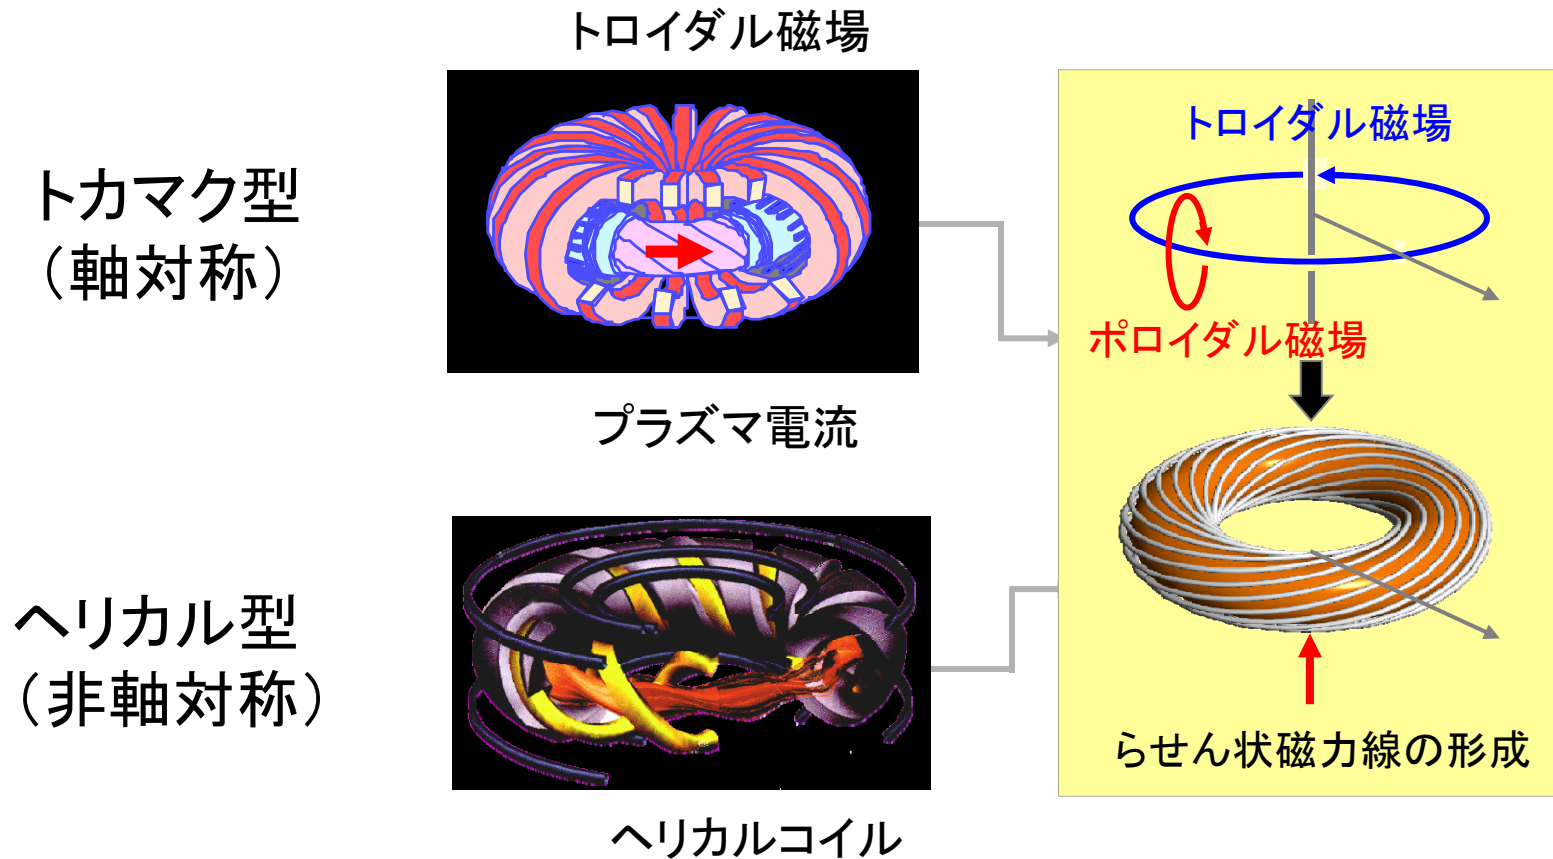 トロイダル磁場
トカマク型
（軸対称）
プラズマ電流
ヘリカル型
（非軸対称）
ヘリカルコイル
トロイダル磁場
ポロイダル磁場
らせん状磁力線の形成